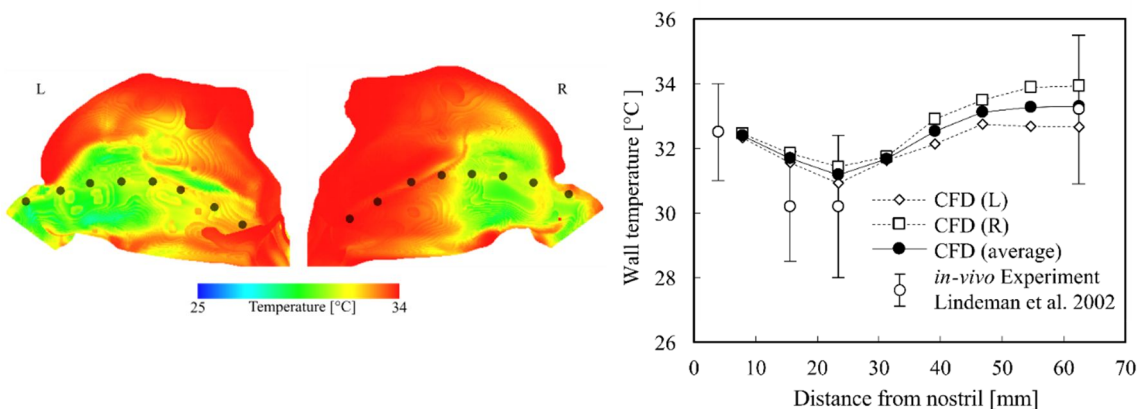 L
R
25
Temperature [°C]
34
36
34
32
30
28
26
Wall temperature [°C ]
CFD (L)
CFD (R)
CFD (average)
in-vivo Experiment
Lindeman et al. 2002
0
10
20
30
40
50
60
70
Distance from nostril [mm]